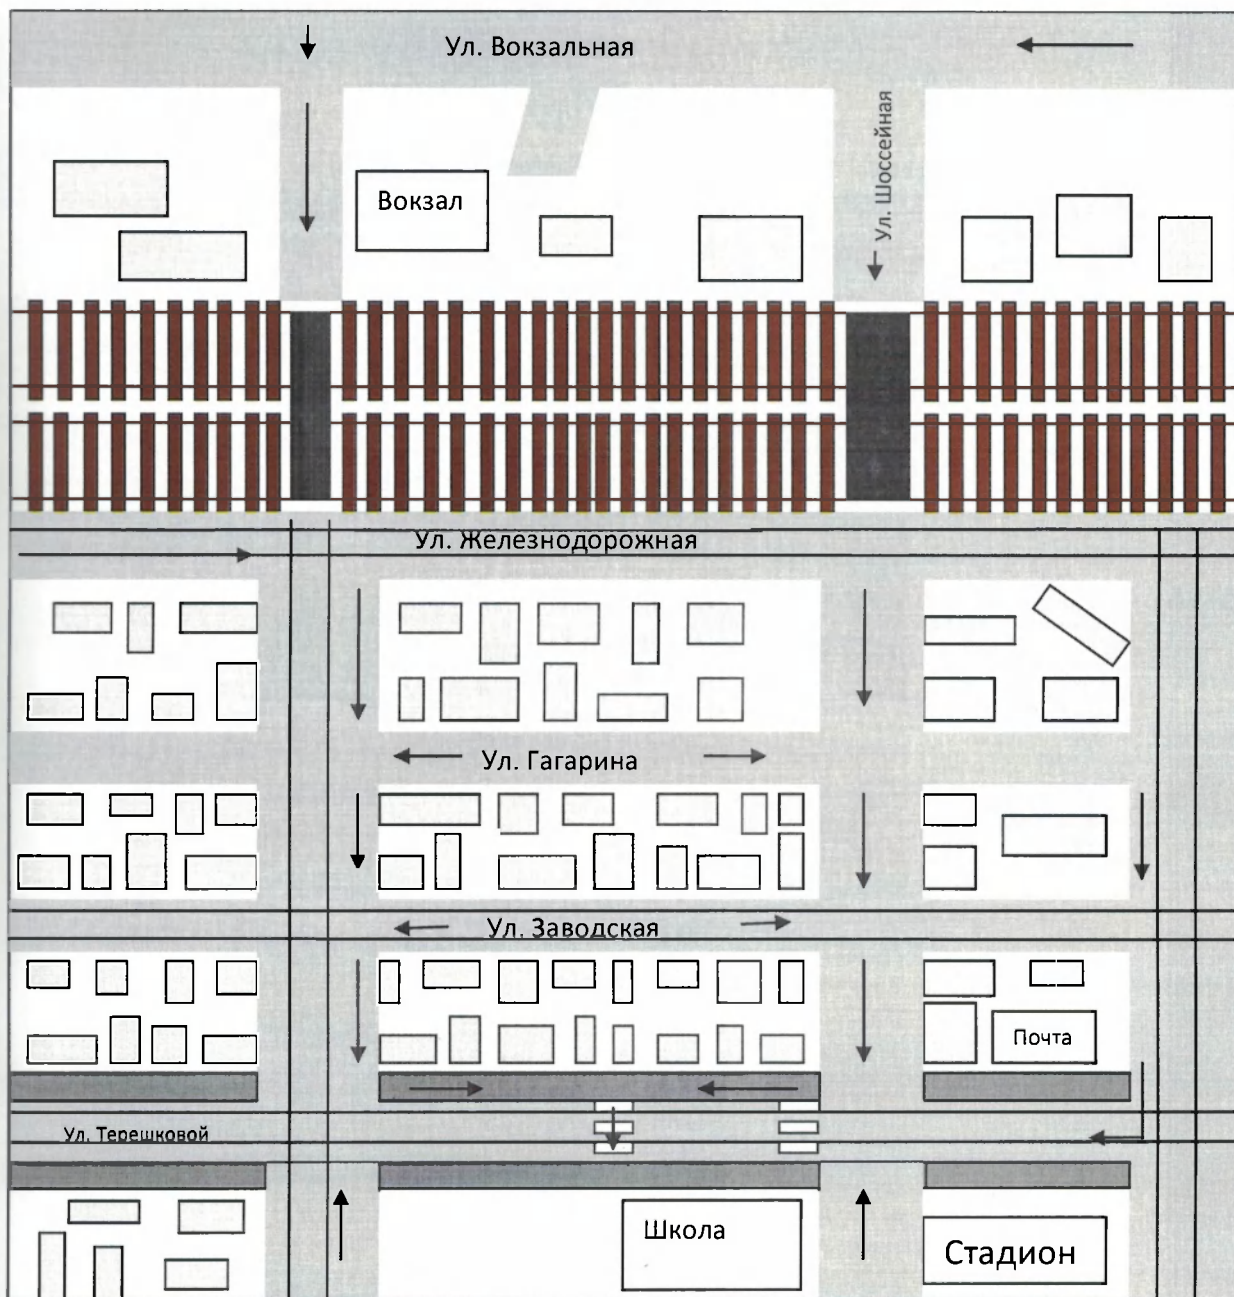 Ул. Вокзальная
Ул. Шоссейная
Вокзал
Ул. Железнодорожная
Ул. Гагарина
Ул. Заводская
Почта
Ул. Терешковой
Школа
Стадион